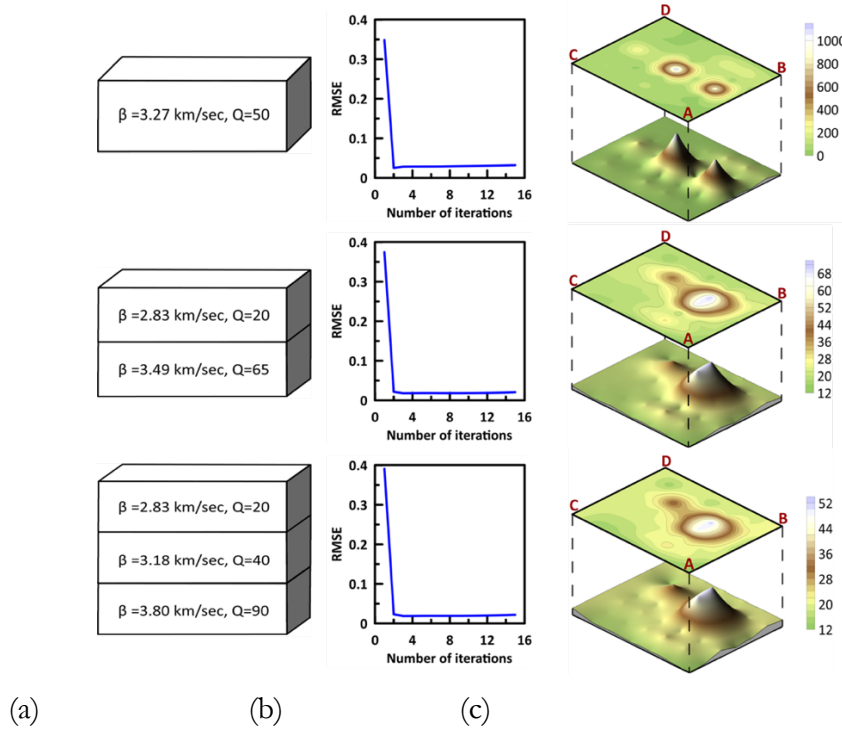 β =3.27 km/sec, Q=50
0.4
0.3
0.2
0.1
0
RMSE
0 4 8 12 16
Number of iterations
D
C
B
A
1000
800
600
400
200
0
β =2.83 km/sec, Q=20
β =3.49 km/sec, Q=65
0.4
0.3
0.2
0.1
0
RMSE
0 4 8 12 16
Number of iterations
D
C
B
A
68
60
52
44
36
28
20
12
β =2.83 km/sec, Q=20
β =3.18 km/sec, Q=40
β =3.80 km/sec, Q=90
0.4
0.3
0.2
0.1
0
RMSE
0 4 8 12 16
Number of iterations
D
C
B
A
52
44
36
28
20
12
(a) (b) (c)